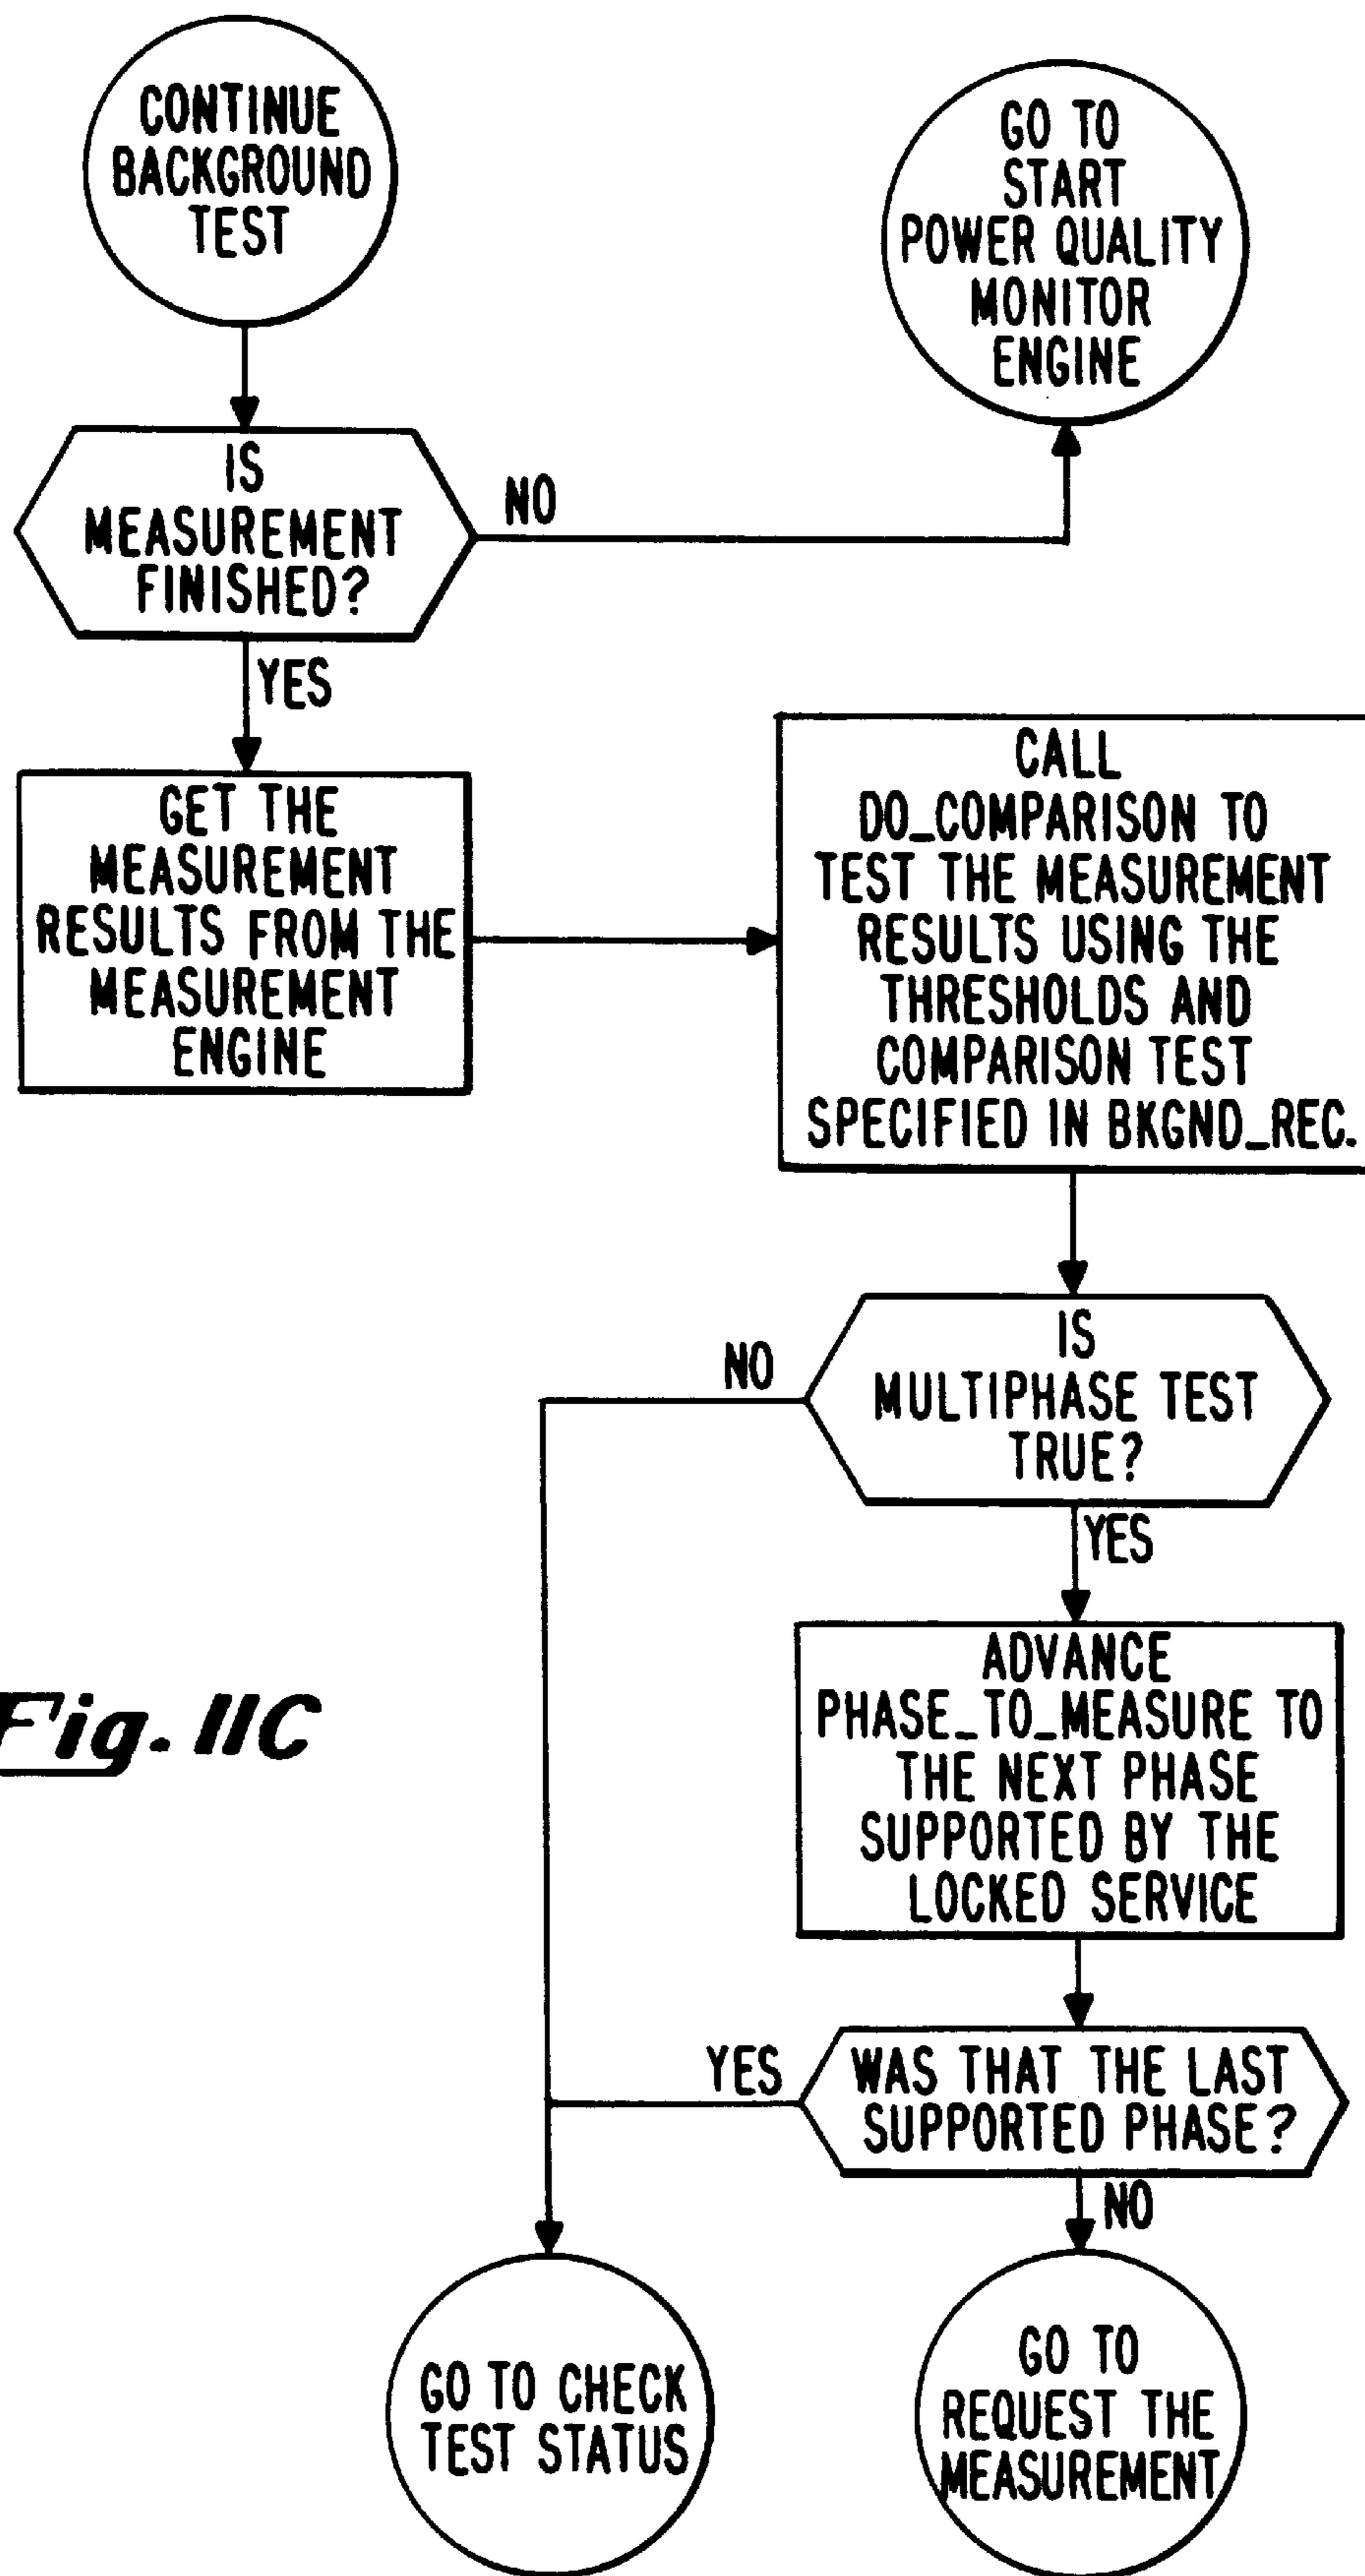 CONTINUE
BACKGROUND
TEST
GO TO
START
POWER QUALITY
MONITOR
ENGINE
IS
MEASUREMENT
FINISHED?
NO
YES
GET THE
MEASUREMENT
RESULTS FROM THE
MEASUREMENT
ENGINE
CALL
DO_COMPARISON TO
TEST THE MEASUREMENT
RESULTS USING THE
THRESHOLDS AND
COMPARISON TEST
SPECIFIED IN BKGND_REC.
IS
MULTIPHASE TEST
TRUE?
NO
YES
ADVANCE
PHASE_TO_MEASURE TO
THE NEXT PHASE
SUPPORTED BY THE
LOCKED SERVICE
Fig. 11C
WAS THAT THE LAST
SUPPORTED PHASE?
YES
NO
GO TO CHECK
TEST STATUS
GO TO
REQUEST THE
MEASUREMENT